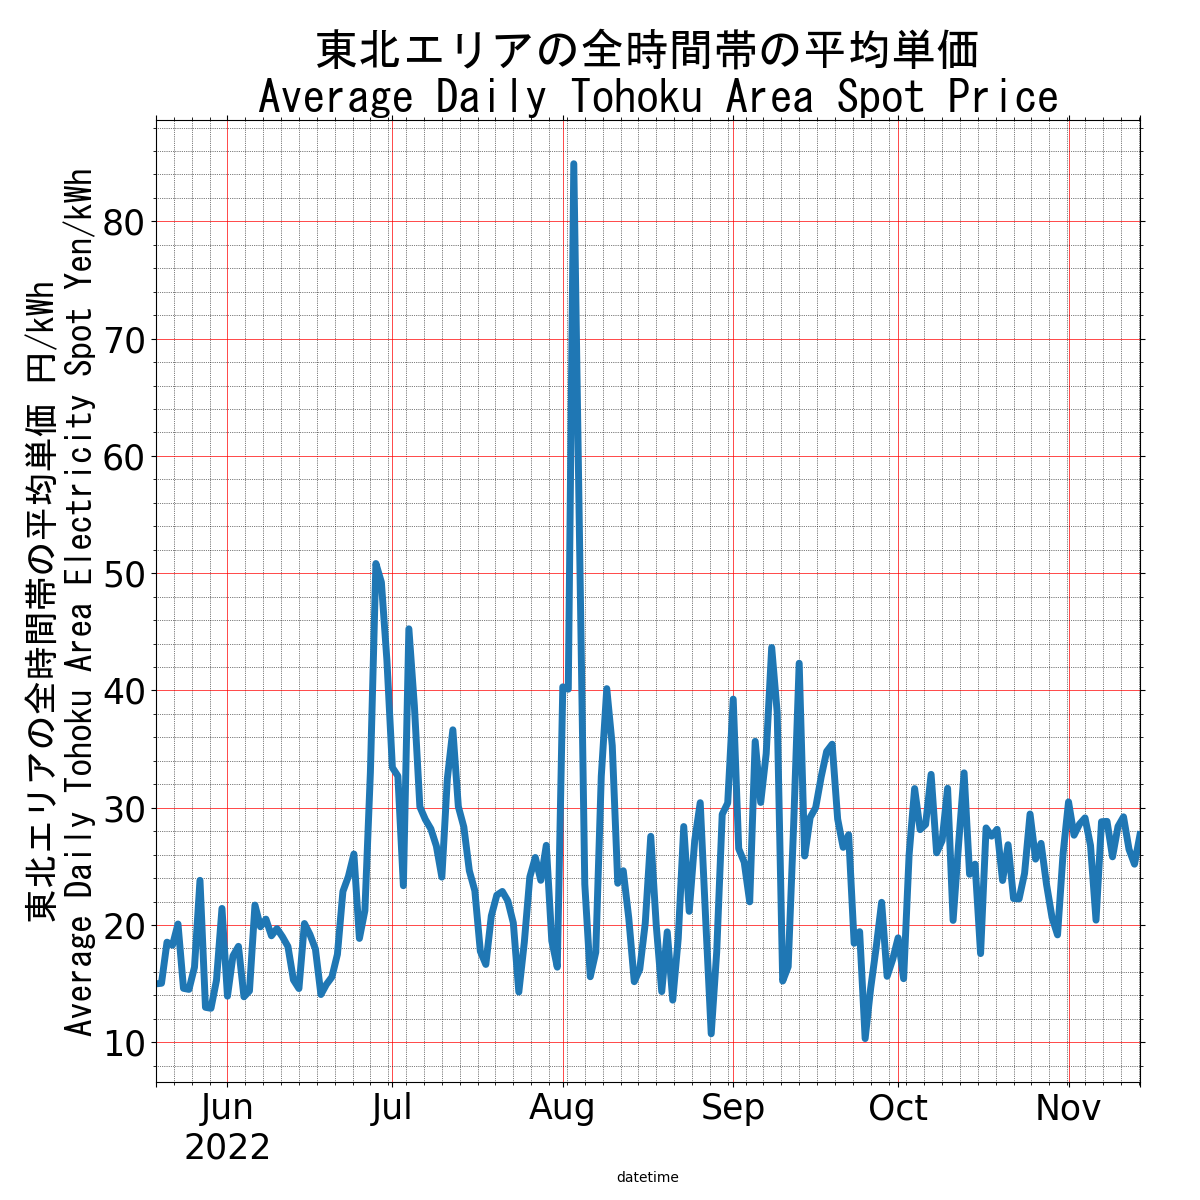 東北エリアの全時間帯の平均単価
Average Daily Tohoku Area Spot Price
東北エリアの全時間帯の平均単価 円/kWh
Average Daily Tohoku Area Electricity Spot Yen/kWh
80
70
60
50
40
30
20
10
Jun
2022
Jul
Aug
Sep
Oct
Nov
datetime